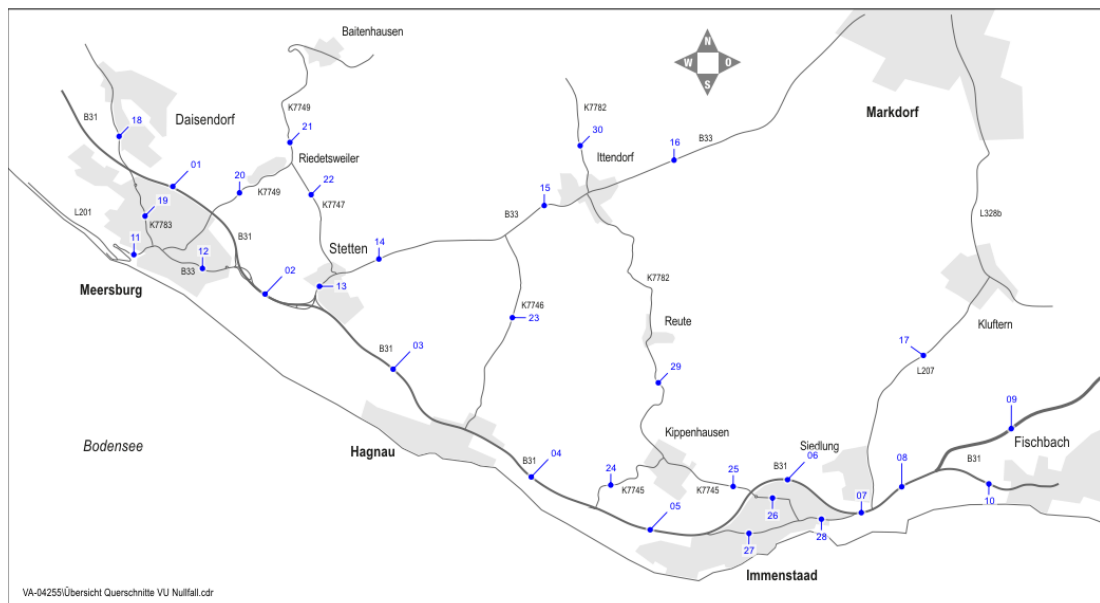 Baitenhausen
N
W
O
S
B31
Daisendorf
K7749
K7782
Markdorf
18
21
30
16
B33
Ittendorf
Riedetsweiler
01
20
K7749
22
15
L201
19
K7783
K7747
B33
L328b
11
B31
12
B33
Stetten
14
Meersburg
02
13
K7782
K7746
23
Reute
Kluftern
B31
03
17
L207
29
09
Bodensee
Hagnau
Kippenhausen
Siedlung
Fischbach
B31
04
24
K7745
25
K7745
B31
06
08
B31
10
26
07
05
27
28
Immenstaad
VA-04255\Übersicht Querschnitte VU Nullfall.cdr